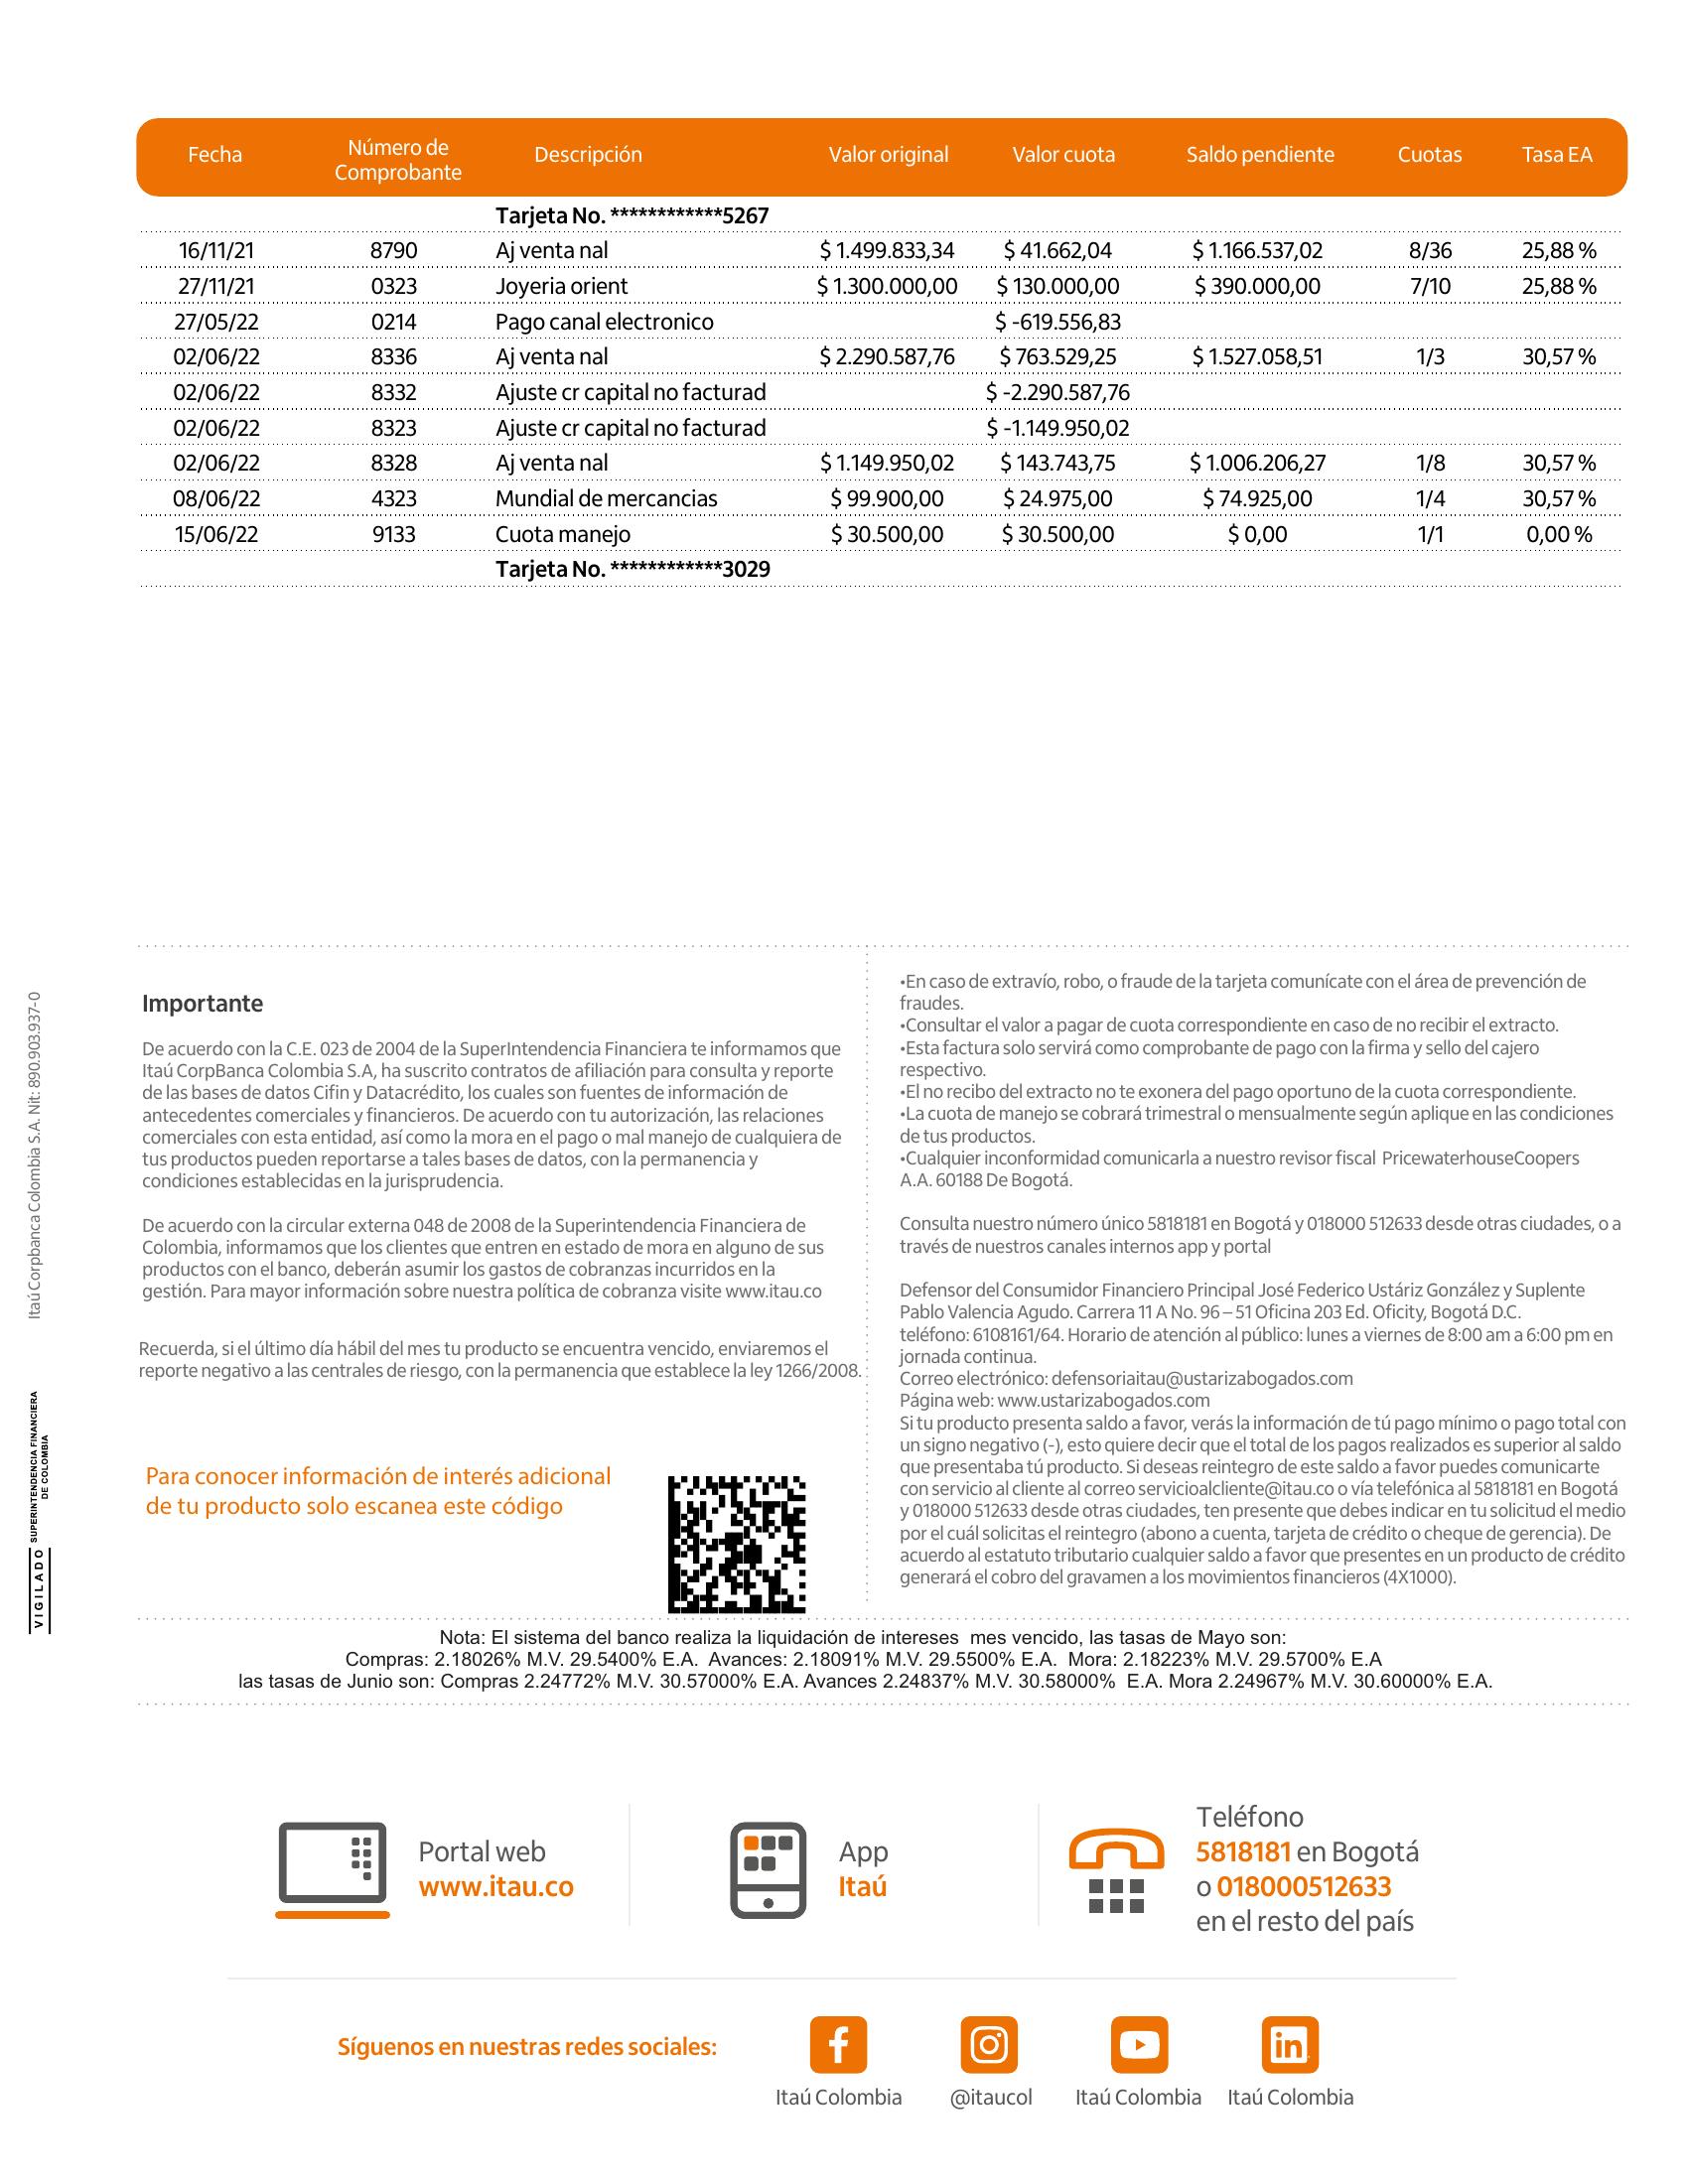 Fecha Número de Comprobante Descripción Valor original Valor cuota Saldo pendiente Cuotas Tasa EA
Tarjeta No. ************5267
16/11/21 8790 Aj venta nal $ 1.499.833,34 $ 41.662,04 $ 1.166.537,02 8/36 25,88 %
27/11/21 0323 Joyeria orient $ 1.300.000,00 $ 130.000,00 $ 390.000,00 7/10 25,88 %
27/05/22 0214 Pago canal electronico $ -619.556,83
02/06/22 8336 Aj venta nal $ 2.290.587,76 $ 763.529,25 $ 1.527.058,51 1/3 30,57 %
02/06/22 8332 Ajuste cr capital no facturad $ -2.290.587,76
02/06/22 8323 Ajuste cr capital no facturad $ -1.149.950,02
02/06/22 8328 Aj venta nal $ 1.149.950,02 $ 143.743,75 $ 1.006.206,27 1/8 30,57 %
08/06/22 4323 Mundial de mercancias $ 99.900,00 $ 24.975,00 $ 74.925,00 1/4 30,57 %
15/06/22 9133 Cuota manejo $ 30.500,00 $ 30.500,00 $ 0,00 1/1 0,00 %
Tarjeta No. ************3029
Itaú Corpbanca Colombia S.A. Nit: 890.903.937-0
VIGILADO SUPERINTENDENCIA FINANCIERA
DE COLOMBIA
Importante
De acuerdo con la C.E. 023 de 2004 de la SuperIntendencia Financiera te informamos que
Itaú CorpBanca Colombia S.A, ha suscrito contratos de afiliación para consulta y reporte
de las bases de datos Cifin y Datacrédito, los cuales son fuentes de información de
antecedentes comerciales y financieros. De acuerdo con tu autorización, las relaciones
comerciales con esta entidad, así como la mora en el pago o mal manejo de cualquiera de
tus productos pueden reportarse a tales bases de datos, con la permanencia y
condiciones establecidas en la jurisprudencia.
De acuerdo con la circular externa 048 de 2008 de la Superintendencia Financiera de
Colombia, informamos que los clientes que entren en estado de mora en alguno de sus
productos con el banco, deberán asumir los gastos de cobranzas incurridos en la
gestión. Para mayor información sobre nuestra política de cobranza visite www.itau.co
Recuerda, si el último día hábil del mes tu producto se encuentra vencido, enviaremos el
reporte negativo a las centrales de riesgo, con la permanencia que establece la ley 1266/2008.
Para conocer información de interés adicional
de tu producto solo escanea este código
•En caso de extravío, robo, o fraude de la tarjeta comunícate con el área de prevención de
fraudes.
•Consultar el valor a pagar de cuota correspondiente en caso de no recibir el extracto.
•Esta factura solo servirá como comprobante de pago con la firma y sello del cajero
respectivo.
•El no recibo del extracto no te exonera del pago oportuno de la cuota correspondiente.
•La cuota de manejo se cobrará trimestral o mensualmente según aplique en las condiciones
de tus productos.
•Cualquier inconformidad comunicarla a nuestro revisor fiscal PricewaterhouseCoopers
A.A. 60188 De Bogotá.
Consulta nuestro número único 5818181 en Bogotá y 018000 512633 desde otras ciudades, o a
través de nuestros canales internos app y portal
Defensor del Consumidor Financiero Principal José Federico Ustáriz González y Suplente
Pablo Valencia Agudo. Carrera 11 A No. 96 – 51 Oficina 203 Ed. Oficity, Bogotá D.C.
teléfono: 6108161/64. Horario de atención al público: lunes a viernes de 8:00 am a 6:00 pm en
jornada continua.
Correo electrónico: defensoriaitau@ustarizabogados.com
Página web: www.ustarizabogados.com
Si tu producto presenta saldo a favor, verás la información de tú pago mínimo o pago total con
un signo negativo (-), esto quiere decir que el total de los pagos realizados es superior al saldo
que presentaba tú producto. Si deseas reintegro de este saldo a favor puedes comunicarte
con servicio al cliente al correo servicioalcliente@itau.co o vía telefónica al 5818181 en Bogotá
y 018000 512633 desde otras ciudades, ten presente que debes indicar en tu solicitud el medio
por el cuál solicitas el reintegro (abono a cuenta, tarjeta de crédito o cheque de gerencia). De
acuerdo al estatuto tributario cualquier saldo a favor que presentes en un producto de crédito
generará el cobro del gravamen a los movimientos financieros (4X1000).
Nota: El sistema del banco realiza la liquidación de intereses mes vencido, las tasas de Mayo son:
Compras: 2.18026% M.V. 29.5400% E.A. Avances: 2.18091% M.V. 29.5500% E.A. Mora: 2.18223% M.V. 29.5700% E.A
las tasas de Junio son: Compras 2.24772% M.V. 30.57000% E.A. Avances 2.24837% M.V. 30.58000% E.A. Mora 2.24967% M.V. 30.60000% E.A.
Portal web
www.itau.co
App
Itaú
Teléfono
5818181 en Bogotá
o 018000512633
en el resto del país
Síguenos en nuestras redes sociales:
Itaú Colombia @itaucol Itaú Colombia Itaú Colombia